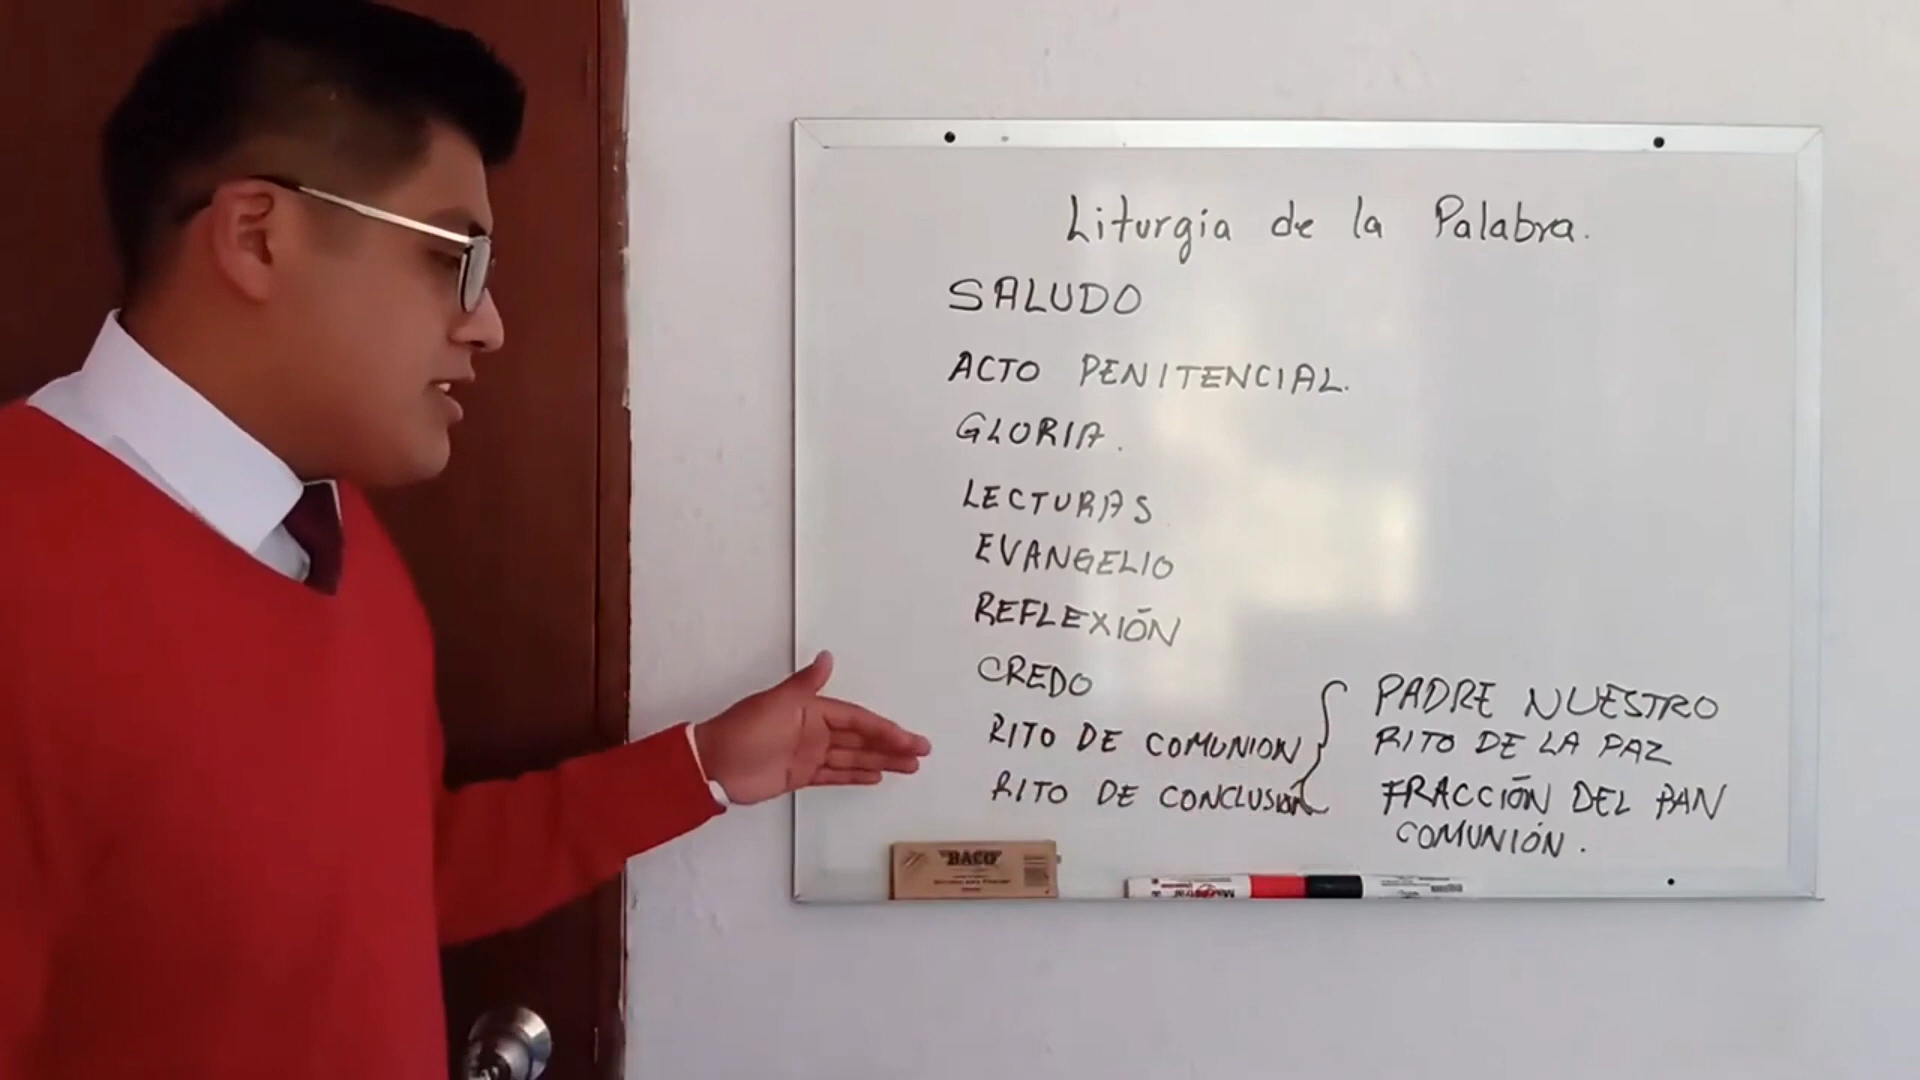 Liturgia de la Palabra.
SALUDO
ACTO PENITENCIAL.
GLORIA.
LECTURAS
EVANGELIO
REFLEXIÓN
CREDO
RITO DE COMUNION
RITO DE CONCLUSIÓN
PADRE NUESTRO
RITO DE LA PAZ
FRACCIÓN DEL PAN
COMUNIÓN.
BACO